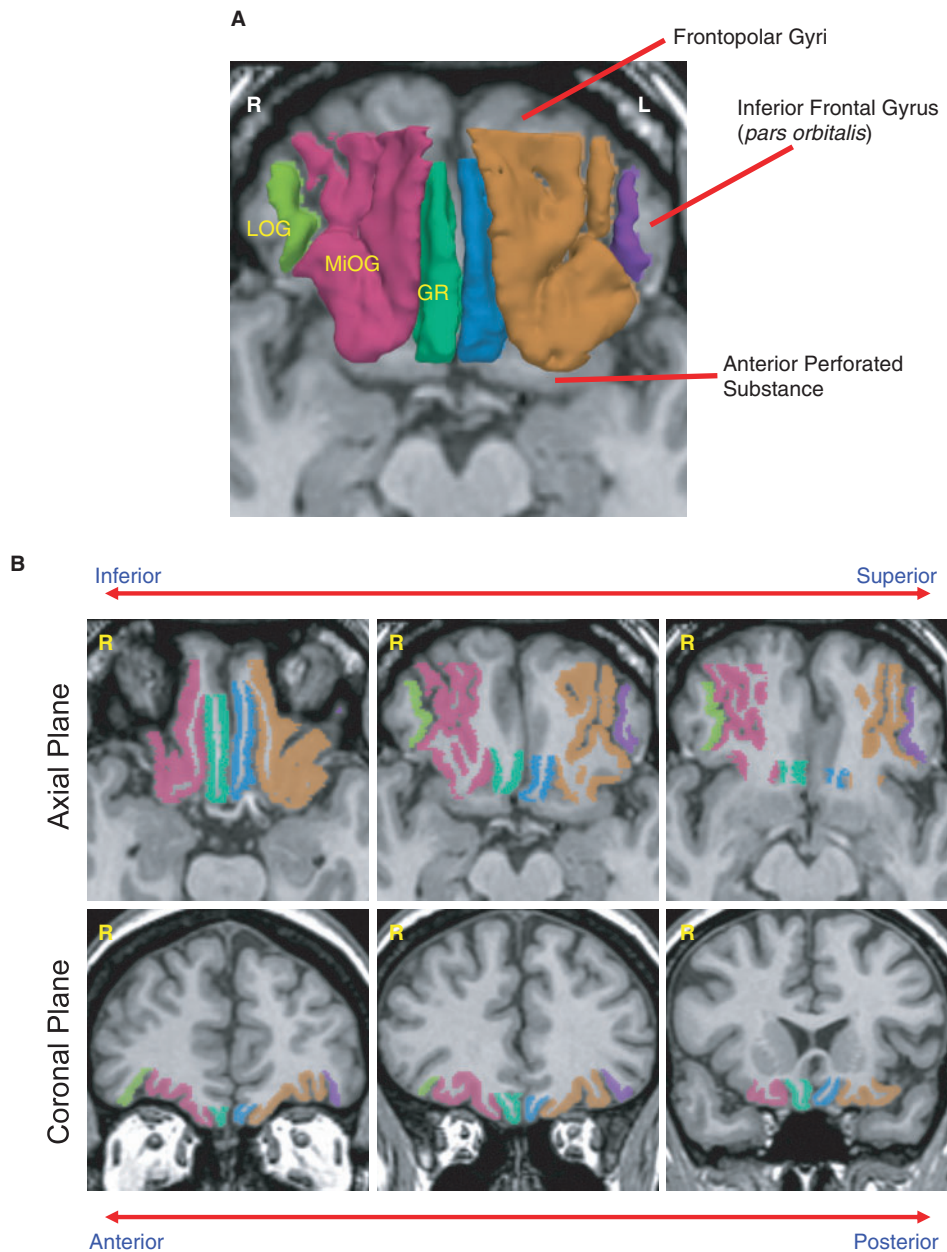 A
Frontopolar Gyri
R
L
Inferior Frontal Gyrus
(pars orbitalis)
LOG
MiOG
GR
Anterior Perforated
Substance
B
Inferior
Superior
Axial Plane
R
R
R
Coronal Plane
R
R
R
Anterior
Posterior